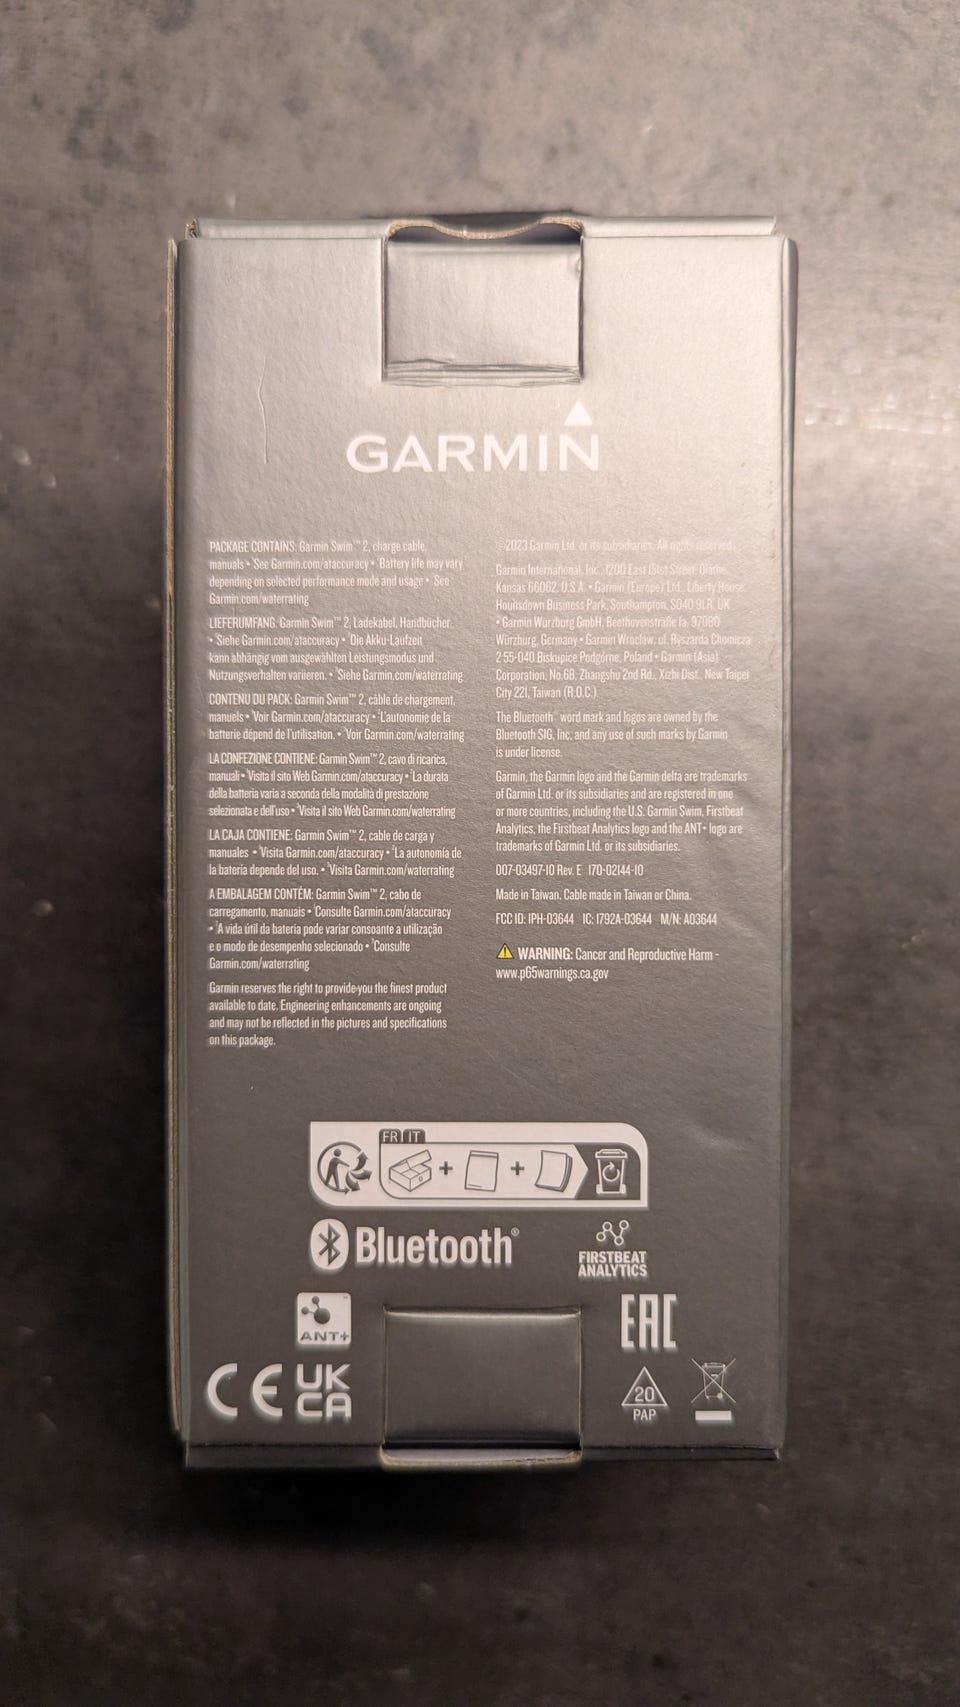 GARMIN
PACKAGE CONTAINS: Garmin Swim™ 2, charge cable,
manuals • ¹See Garmin.com/ataccuracy • ²Battery life may vary
depending on selected performance mode and usage • ³See
Garmin.com/waterrating
LIEFERUMFANG: Garmin Swim™ 2, Ladekabel, Handbücher
• ¹Siehe Garmin.com/ataccuracy • ²Die Akku-Laufzeit
kann abhängig vom ausgewählten Leistungsmodus und
Nutzungsverhalten variieren. • ³Siehe Garmin.com/waterrating
CONTENU DU PACK: Garmin Swim™ 2, câble de chargement,
manuels • ¹Voir Garmin.com/ataccuracy • ²L'autonomie de la
batterie dépend de l'utilisation. • ³Voir Garmin.com/waterrating
LA CONFEZIONE CONTIENE: Garmin Swim™ 2, cavo di ricarica,
manuali • ¹Visita il sito Web Garmin.com/ataccuracy • ²La durata
della batteria varia a seconda della modalità di prestazione
selezionata e dell'uso • ³Visita il sito Web Garmin.com/waterrating
LA CAJA CONTIENE: Garmin Swim™ 2, cable de carga y
manuales • ¹Visita Garmin.com/ataccuracy • ²La autonomía de
la batería depende del uso. • ³Visita Garmin.com/waterrating
A EMBALAGEM CONTÉM: Garmin Swim™ 2, cabo de
carregamento, manuais • ¹Consulte Garmin.com/ataccuracy
• ²A vida útil da bateria pode variar consoante a utilização
e o modo de desempenho selecionado • ³Consulte
Garmin.com/waterrating
Garmin reserves the right to provide you the finest product
available to date. Engineering enhancements are ongoing
and may not be reflected in the pictures and specifications
on this package.
©2023 Garmin Ltd. or its subsidiaries. All rights reserved.
Garmin International, Inc., 1200 East 151st Street, Olathe,
Kansas 66062, U.S.A. • Garmin (Europe) Ltd., Liberty House,
Hounsdown Business Park, Southampton, SO40 9LR, UK
• Garmin Würzburg GmbH, Beethovenstraße 1a, 97080
Würzburg, Germany • Garmin Wrocław, ul. Ryszarda Chomicza
2 55-040 Biskupice Podgórne, Poland • Garmin (Asia)
Corporation, No.68, Zhangshu 2nd Rd., Xizhi Dist., New Taipei
City 221, Taiwan (R.O.C.)
The Bluetooth® word mark and logos are owned by the
Bluetooth SIG, Inc. and any use of such marks by Garmin
is under license.
Garmin, the Garmin logo and the Garmin delta are trademarks
of Garmin Ltd. or its subsidiaries and are registered in one
or more countries, including the U.S. Garmin Swim, Firstbeat
Analytics, the Firstbeat Analytics logo and the ANT+ logo are
trademarks of Garmin Ltd. or its subsidiaries.
007-03497-10 Rev. E 170-02144-10
Made in Taiwan. Cable made in Taiwan or China.
FCC ID: IPH-03644 IC: 1792A-03644 M/N: A03644
WARNING: Cancer and Reproductive Harm -
www.p65warnings.ca.gov
FR IT
Bluetooth®
FIRSTBEAT
ANALYTICS
ANT+
EAC
CE
UK
CA
20
PAP